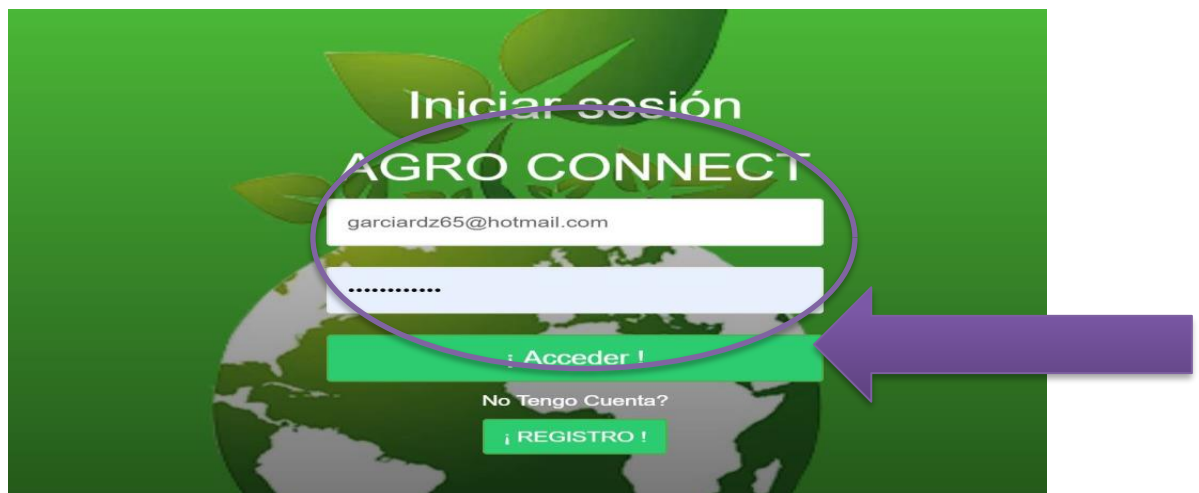 Iniciar sesión
AGRO CONNECT
garciardz65@hotmail.com
••••••••••••
¡ Acceder !
No Tengo Cuenta?
¡ REGISTRO !